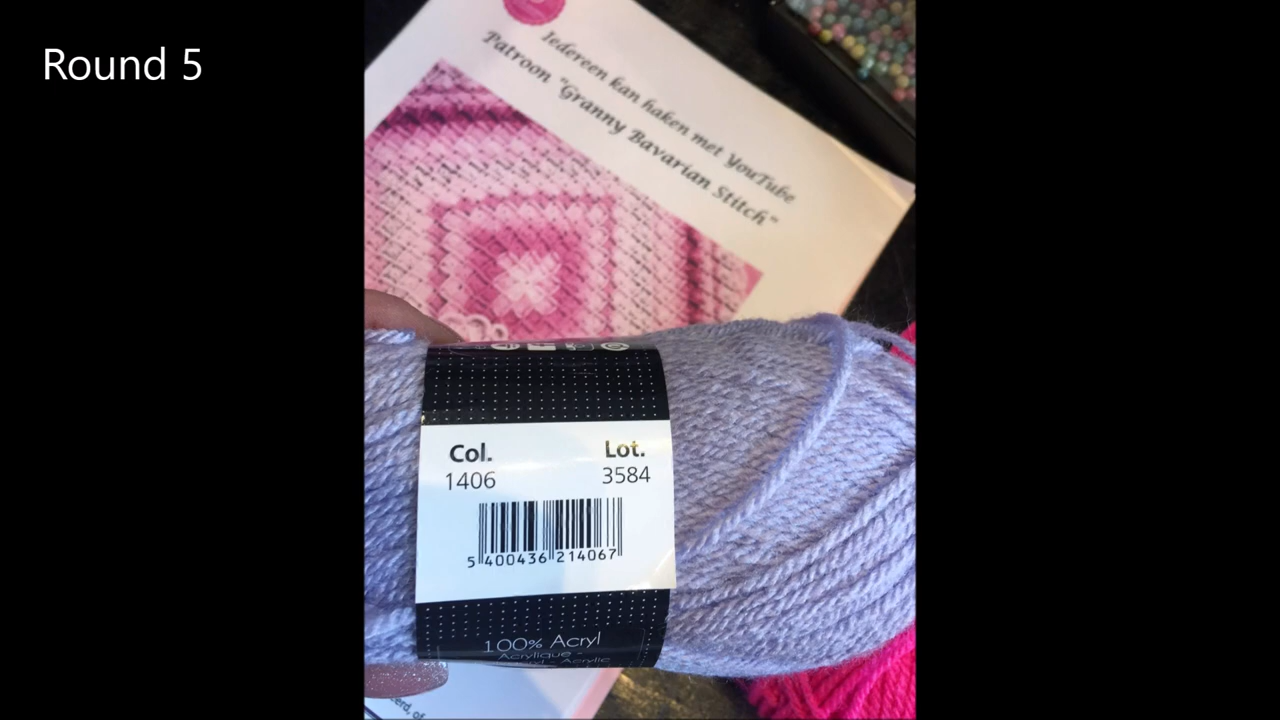 Round 5
Iedereen kan haken met YouTube
Patroon "Granny Bavarian Stitch"
Col. Lot.
1406 3584
5 400436 214067
100% Acryl
Acrylique -
Acrylic